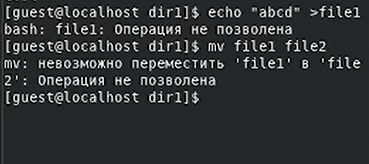 [guest@localhost dir1]$ echo "abcd" >file1
bash: file1: Операция не позволена
[guest@localhost dir1]$ mv file1 file2
mv: невозможно переместить 'file1' в 'file
2': Операция не позволена
[guest@localhost dir1]$